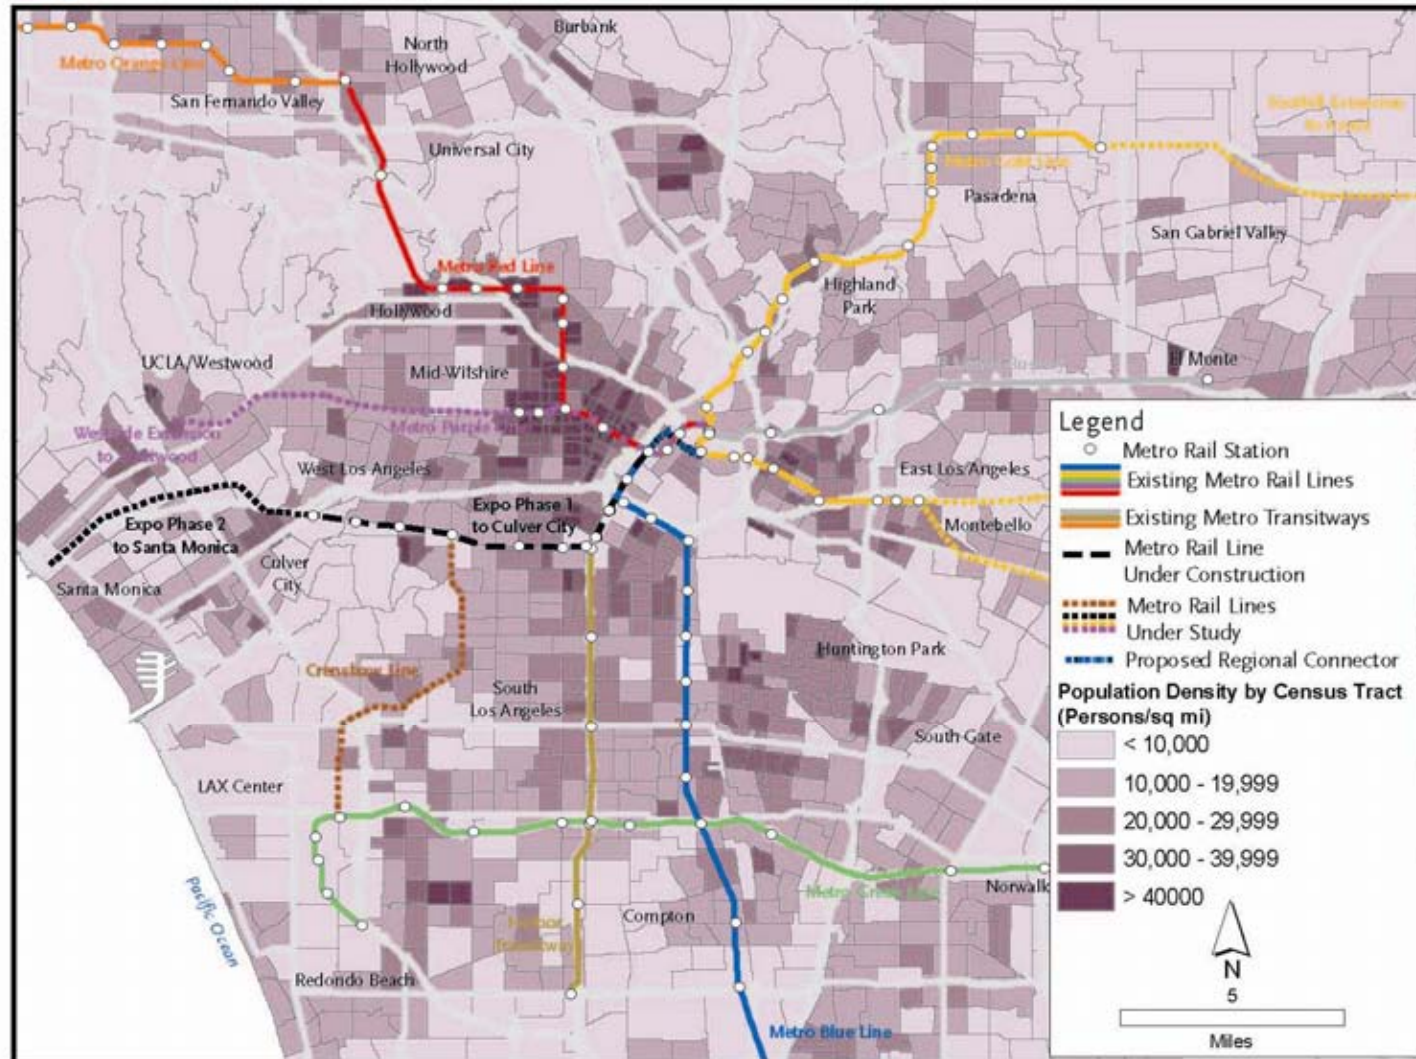 Burbank
North
Hollywood
Metro Orange Line
San Fernando Valley
Universal City
Foothill Extension
Metro Gold Line
Pasadena
San Gabriel Valley
Metro Red Line
Highland
Park
Hollywood
UCLA/Westwood
Mid-Wilshire
El Monte
Westside Extension
to Westwood
Metro Purple
West Los Angeles
East Los Angeles
Expo Phase 1
to Culver City
Expo Phase 2
to Santa Monica
Montebello
Culver
City
Santa Monica
Huntington Park
Crenshaw Line
South
Los Angeles
South Gate
LAX Center
Metro Green
Norwalk
Pacific Ocean
Harbor
Transitway
Compton
Redondo Beach
Metro Blue Line
Legend
Metro Rail Station
Existing Metro Rail Lines
Existing Metro Transitways
Metro Rail Line
Under Construction
Metro Rail Lines
Under Study
Proposed Regional Connector
Population Density by Census Tract
(Persons/sq mi)
< 10,000
10,000 - 19,999
20,000 - 29,999
30,000 - 39,999
> 40000
N
5
Miles